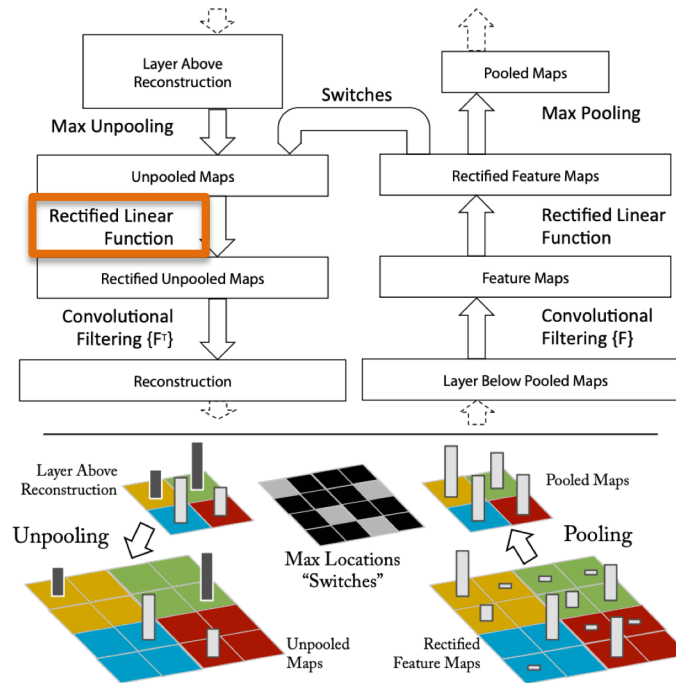 Layer Above
Reconstruction
Pooled Maps
Switches
Max Unpooling
Max Pooling
Unpooled Maps
Rectified Feature Maps
Rectified Linear
Function
Rectified Linear
Function
Rectified Unpooled Maps
Feature Maps
Convolutional
Filtering {Fᵀ}
Convolutional
Filtering {F}
Reconstruction
Layer Below Pooled Maps
Layer Above
Reconstruction
Pooled Maps
Unpooling
Max Locations
“Switches”
Pooling
Unpooled
Maps
Rectified
Feature Maps